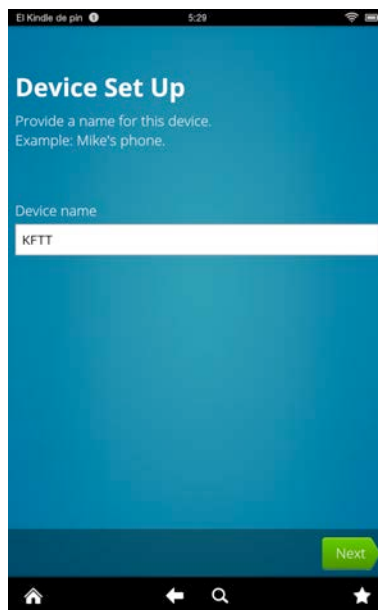 El Kindle de pin 1 5:29
Device Set Up
Provide a name for this device.
Example: Mike's phone.
Device name
KFTT
Next